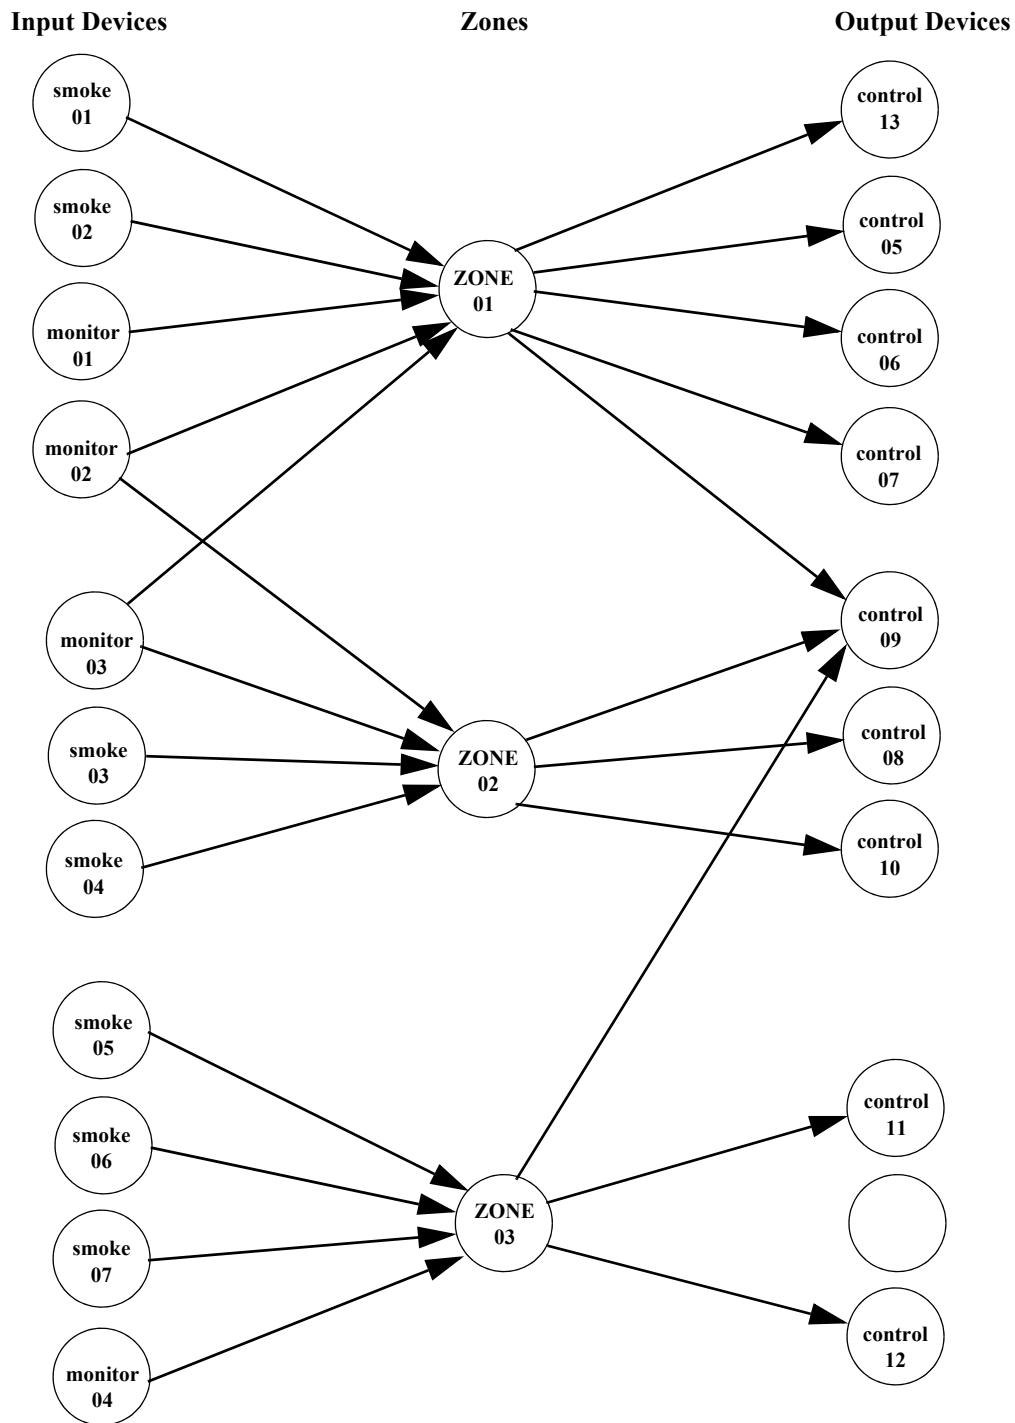 Input Devices
Zones
Output Devices
smoke
01
smoke
02
monitor
01
monitor
02
monitor
03
smoke
03
smoke
04
smoke
05
smoke
06
smoke
07
monitor
04
ZONE
01
ZONE
02
ZONE
03
control
13
control
05
control
06
control
07
control
09
control
08
control
10
control
11
control
12